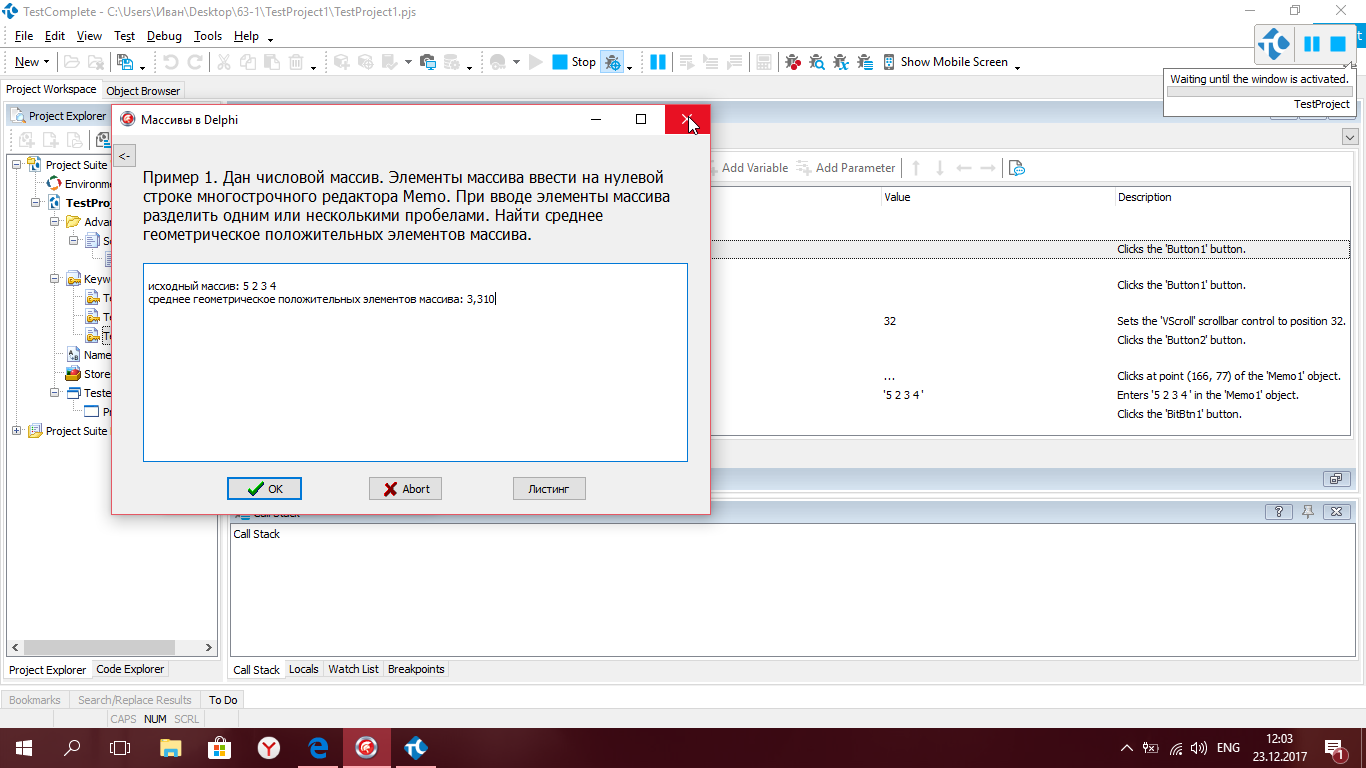 TestComplete - C:\Users\Иван\Desktop\63-1\TestProject1\TestProject1.pjs
File Edit View Test Debug Tools Help
New Stop Show Mobile Screen
Waiting until the window is activated.
TestProject
Project Workspace Object Browser
Project Explorer
Project Suite
Environme
TestProj
Advan
Keywo
Name
Store
Teste
Project Suite
Массивы в Delphi
<-
Пример 1. Дан числовой массив. Элементы массива ввести на нулевой
строке многострочного редактора Memo. При вводе элементы массива
разделить одним или несколькими пробелами. Найти среднее
геометрическое положительных элементов массива.
исходный массив: 5 2 3 4
среднее геометрическое положительных элементов массива: 3,310
OK Abort Листинг
Add Variable Add Parameter
Value Description
Clicks the 'Button1' button.
Clicks the 'Button1' button.
32 Sets the 'VScroll' scrollbar control to position 32.
Clicks the 'Button2' button.
... Clicks at point (166, 77) of the 'Memo1' object.
'5 2 3 4 ' Enters '5 2 3 4 ' in the 'Memo1' object.
Clicks the 'BitBtn1' button.
Call Stack
Call Stack
Project Explorer Code Explorer
Call Stack Locals Watch List Breakpoints
Bookmarks Search/Replace Results To Do
CAPS NUM SCRL
ENG
12:03
23.12.2017
1